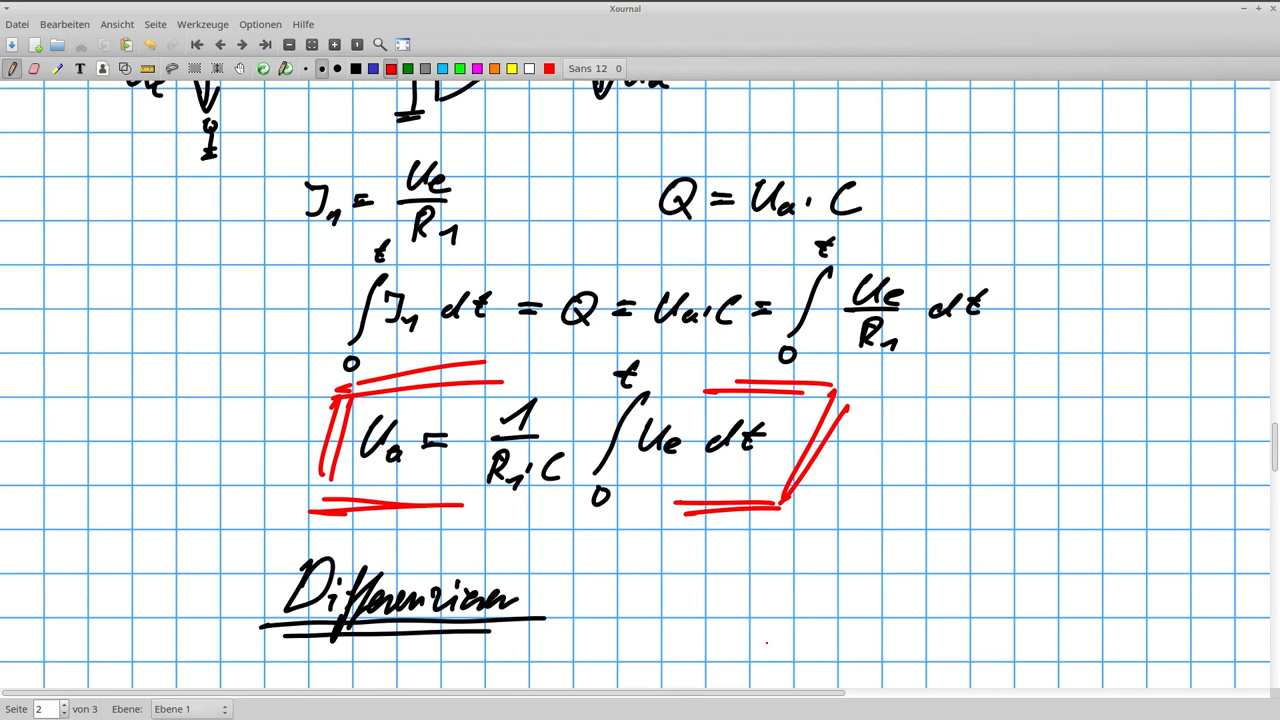 Xournal
Datei Bearbeiten Ansicht Seite Werkzeuge Optionen Hilfe
Sans 12 0
I₁ = Ue / R₁
Q = Ua · C
∫₀ᵗ I₁ dt = Q = Ua · C = ∫₀ᵗ Ue / R₁ dt
Ua = 1 / (R₁ · C) ∫₀ᵗ Ue dt
Differenzierer
Seite 2 von 3 Ebene: Ebene 1